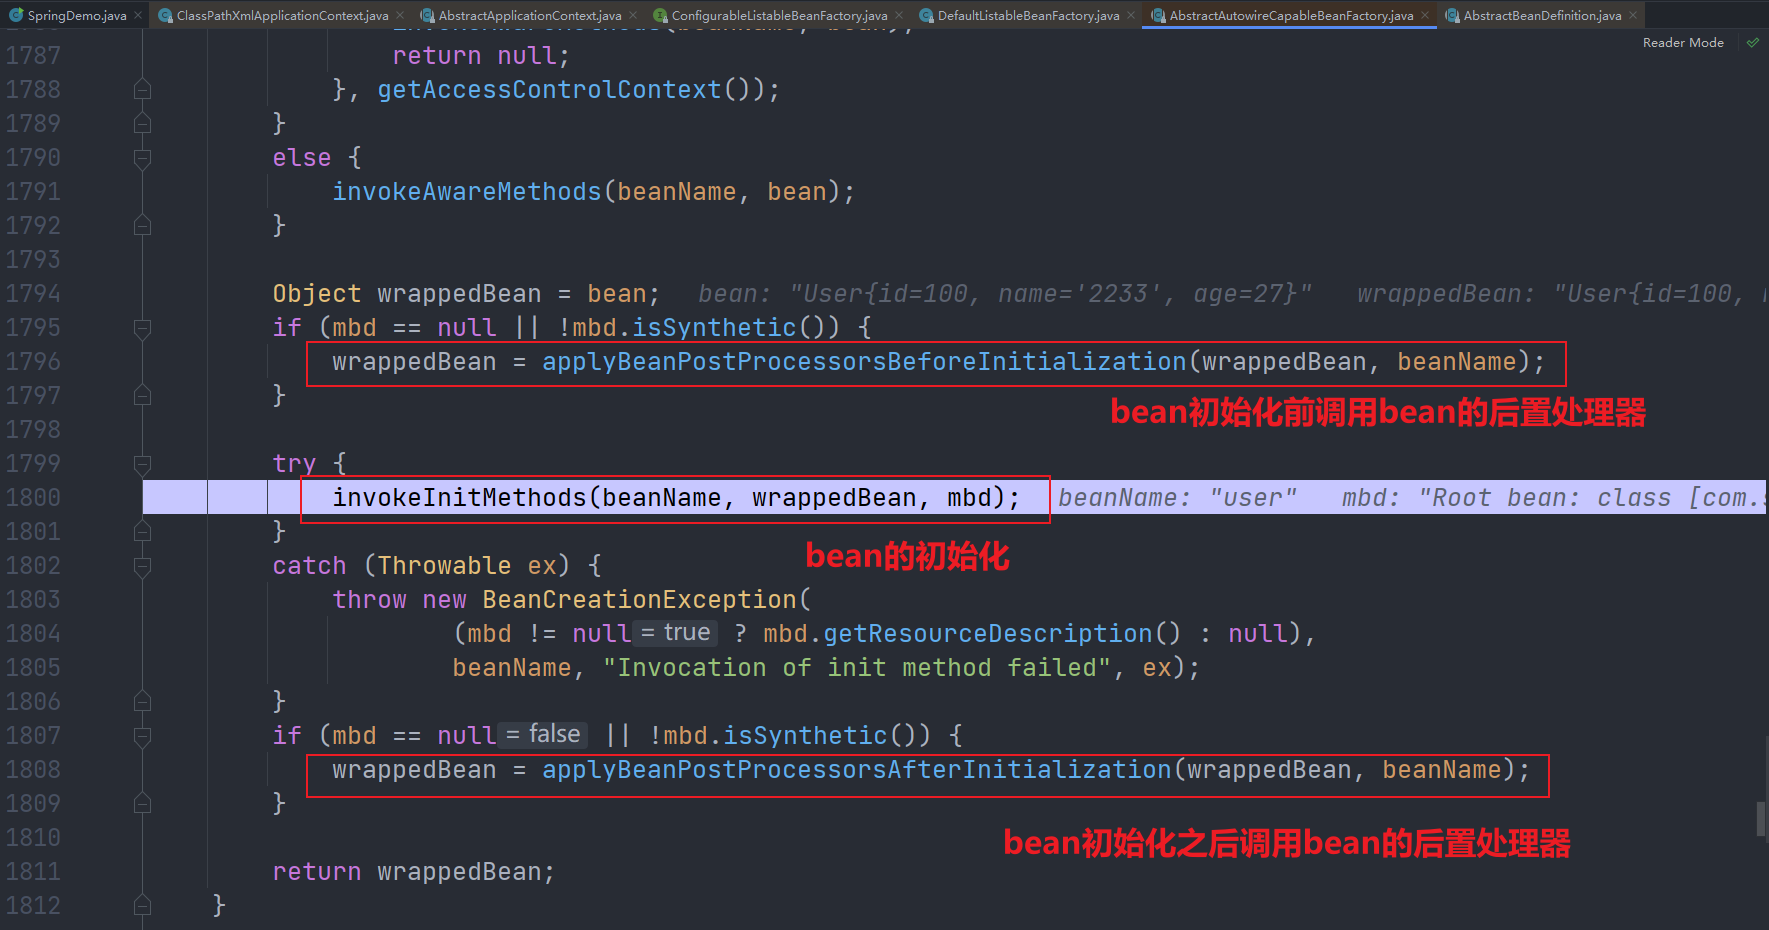 SpringDemo.java ClassPathXmlApplicationContext.java AbstractApplicationContext.java ConfigurableListableBeanFactory.java DefaultListableBeanFactory.java AbstractAutowireCapableBeanFactory.java AbstractBeanDefinition.java
Reader Mode
1787 return null;
1788 }, getAccessControlContext());
1789 }
1790 else {
1791 invokeAwareMethods(beanName, bean);
1792 }
1793
1794 Object wrappedBean = bean; bean: "User{id=100, name='2233', age=27}" wrappedBean: "User{id=100,
1795 if (mbd == null || !mbd.isSynthetic()) {
1796 wrappedBean = applyBeanPostProcessorsBeforeInitialization(wrappedBean, beanName);
1797 }
bean初始化前调用bean的后置处理器
1798
1799 try {
1800 invokeInitMethods(beanName, wrappedBean, mbd); beanName: "user" mbd: "Root bean: class [com.
1801 }
bean的初始化
1802 catch (Throwable ex) {
1803 throw new BeanCreationException(
1804 (mbd != null = true ? mbd.getResourceDescription() : null),
1805 beanName, "Invocation of init method failed", ex);
1806 }
1807 if (mbd == null = false || !mbd.isSynthetic()) {
1808 wrappedBean = applyBeanPostProcessorsAfterInitialization(wrappedBean, beanName);
1809 }
1810
bean初始化之后调用bean的后置处理器
1811 return wrappedBean;
1812 }